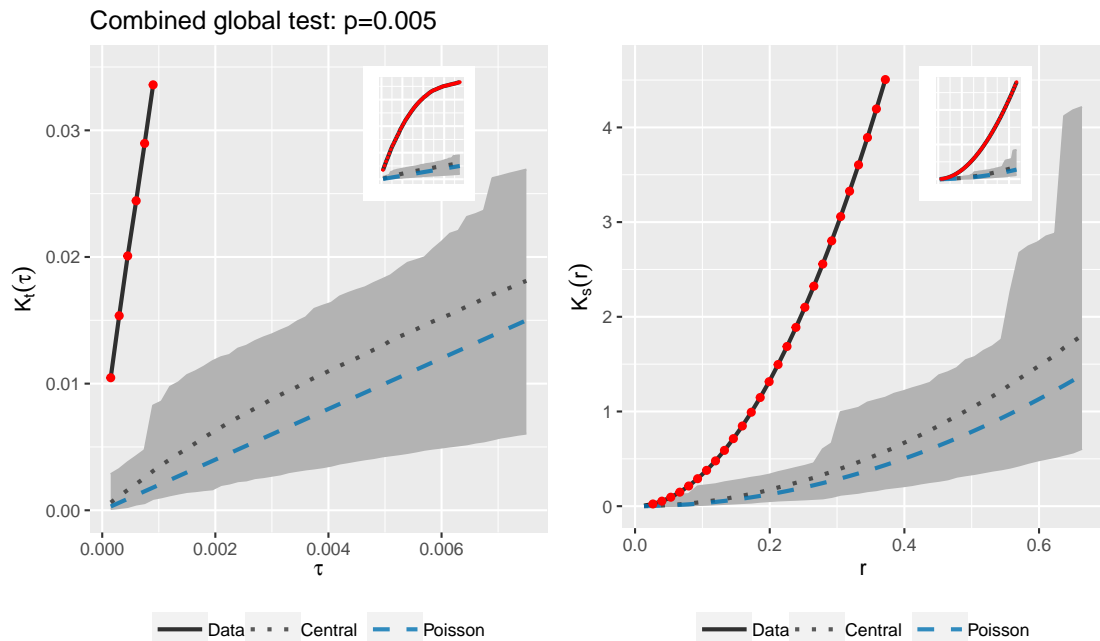 Combined global test: p=0.005
K_t(τ)
0.03
0.02
0.01
0.00
0.000 0.002 0.004 0.006
τ
Data Central Poisson
K_s(r)
4
3
2
1
0
0.0 0.2 0.4 0.6
r
Data Central Poisson